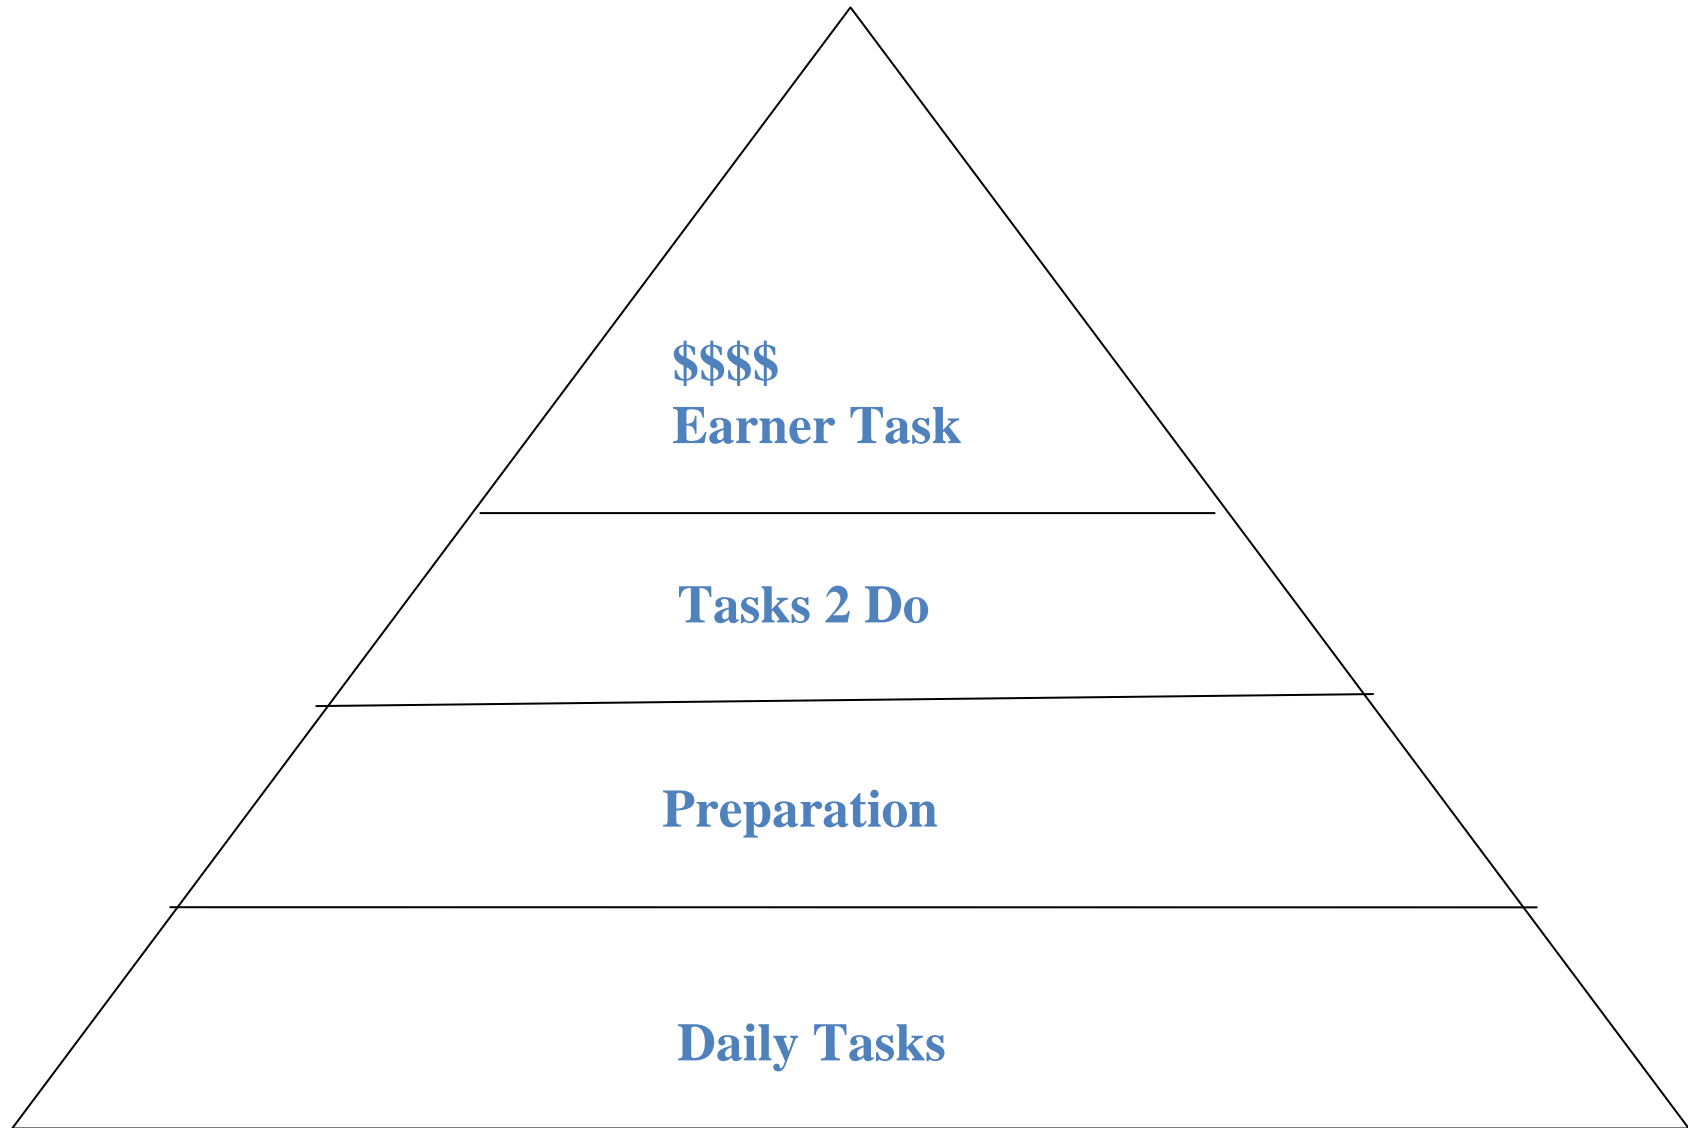 $$$$
Earner Task
Tasks 2 Do
Preparation
Daily Tasks